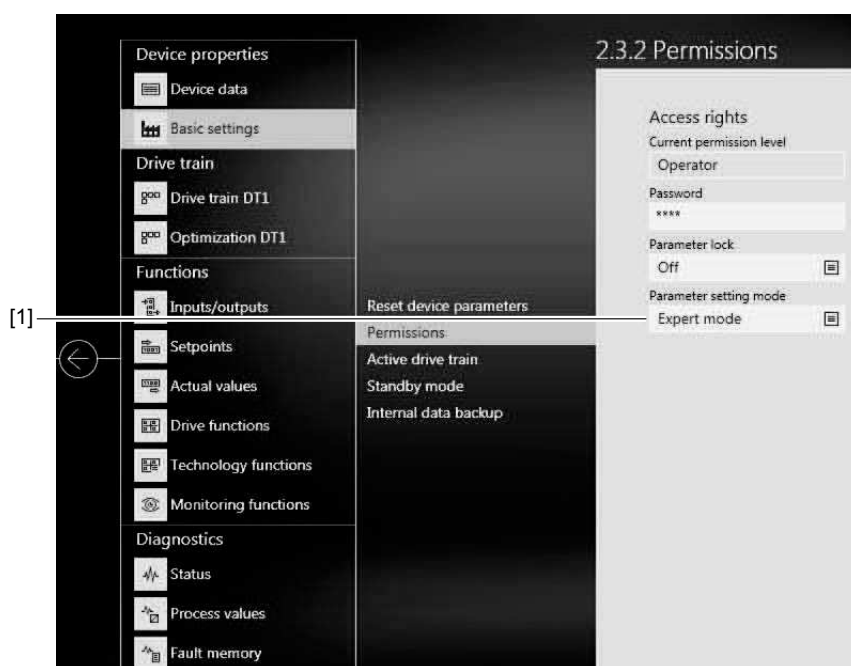 Device properties
Device data
Basic settings
Drive train
Drive train DT1
Optimization DT1
Functions
Inputs/outputs
Setpoints
Actual values
Drive functions
Technology functions
Monitoring functions
Diagnostics
Status
Process values
Fault memory
[1]
Reset device parameters
Permissions
Active drive train
Standby mode
Internal data backup
2.3.2 Permissions
Access rights
Current permission level
Operator
Password
****
Parameter lock
Off
Parameter setting mode
Expert mode